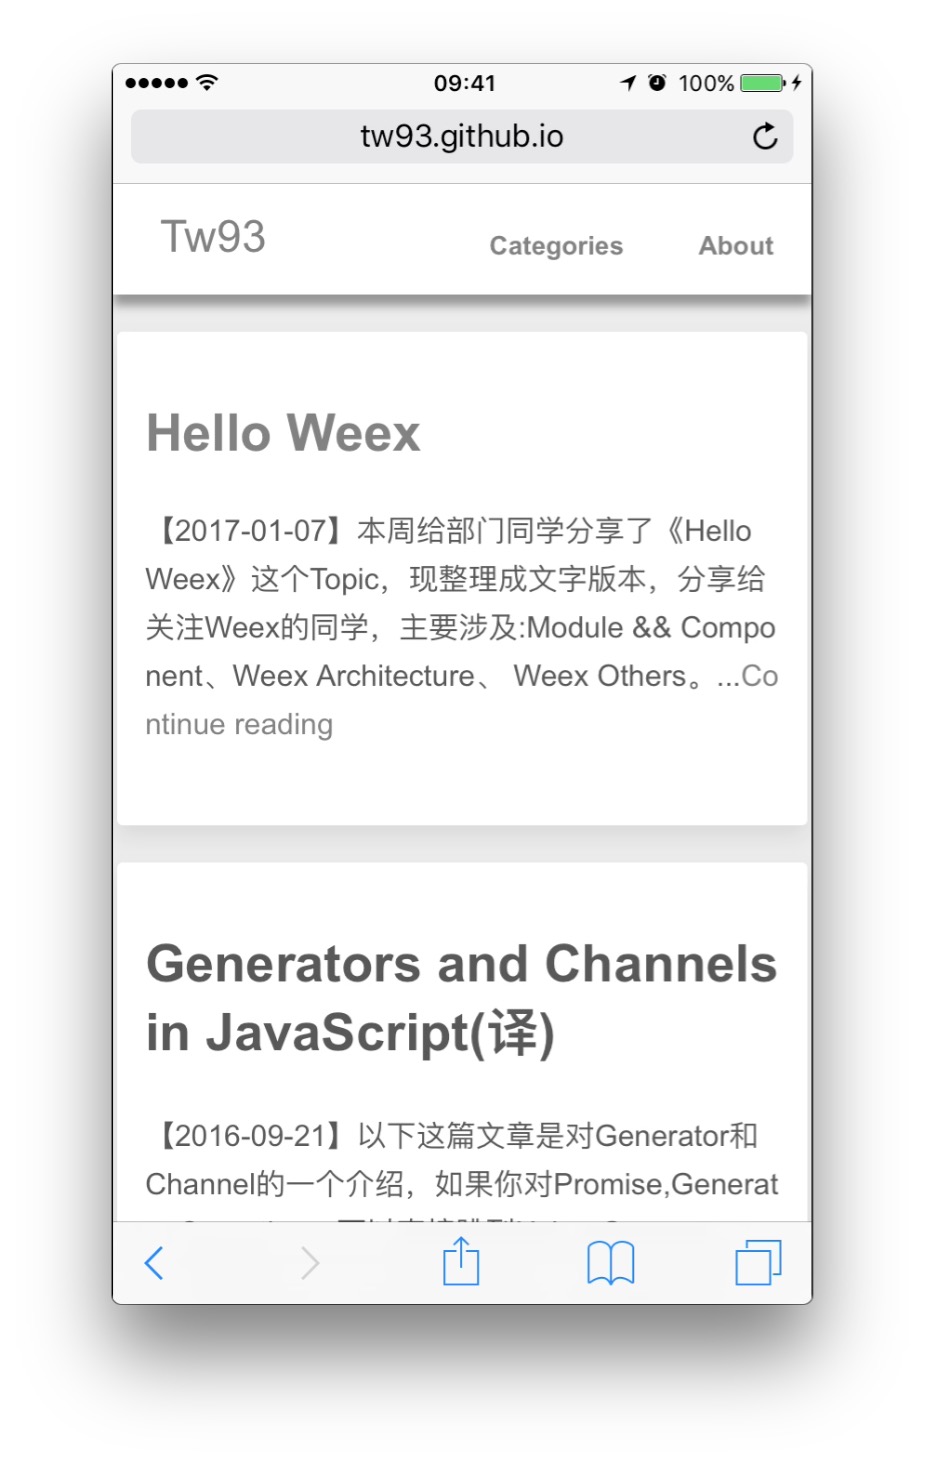 09:41
100%
tw93.github.io
Tw93
Categories
About
Hello Weex
【2017-01-07】本周给部门同学分享了《Hello
Weex》这个Topic，现整理成文字版本，分享给
关注Weex的同学，主要涉及:Module && Compo
nent、Weex Architecture、 Weex Others。...Co
ntinue reading
Generators and Channels
in JavaScript(译)
【2016-09-21】以下这篇文章是对Generator和
Channel的一个介绍，如果你对Promise,Generat